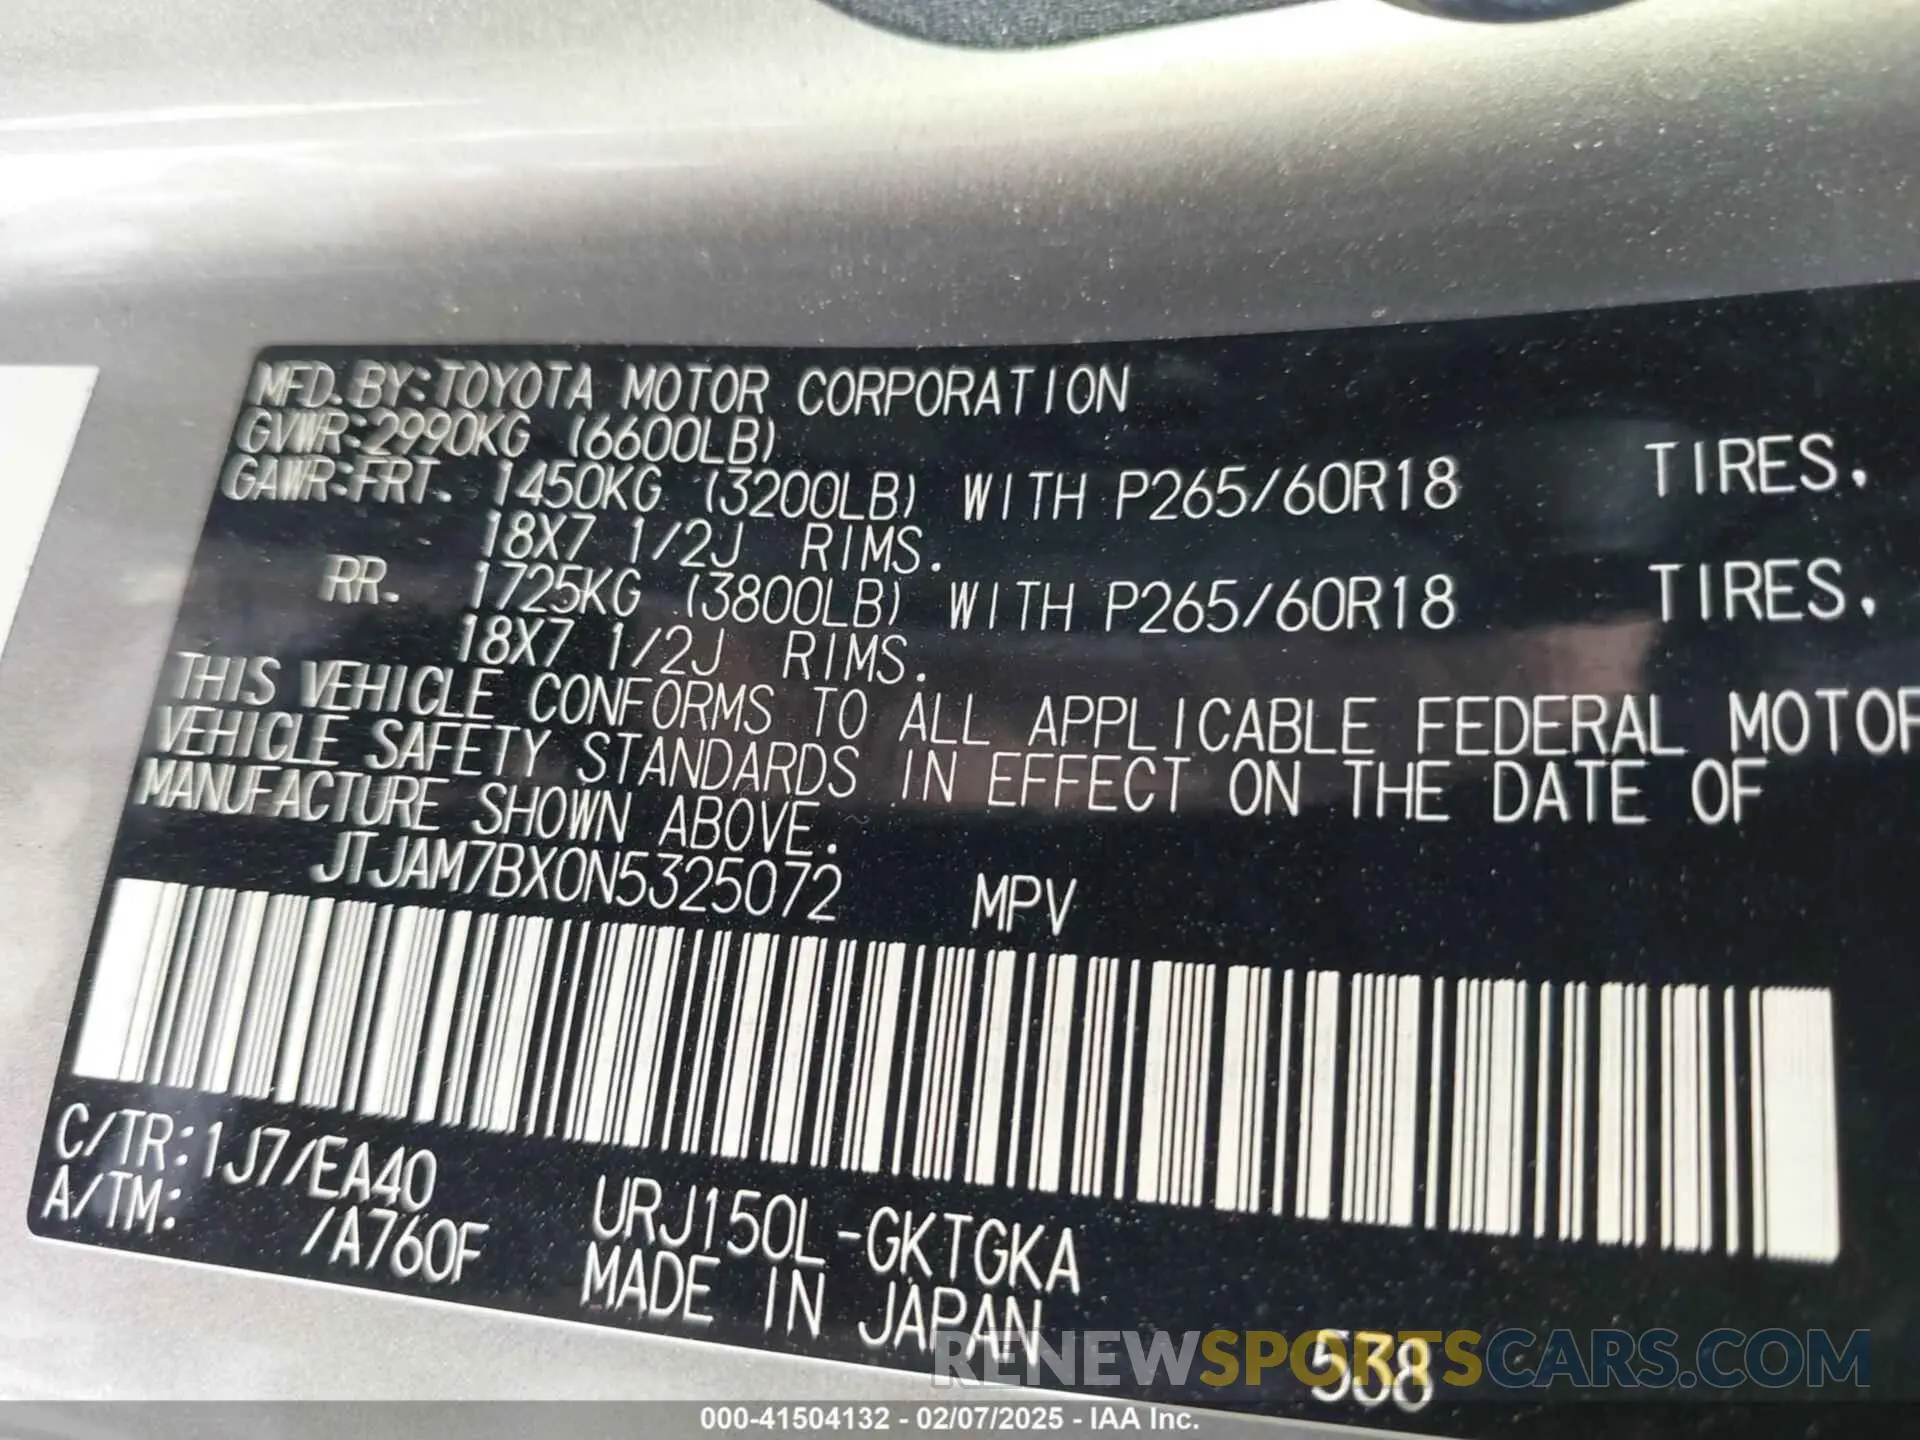 MFD. BY: TOYOTA MOTOR CORPORATION
GVWR: 2990KG (6600LB)
GAWR: FRT. 1450KG (3200LB) WITH P265/60R18 TIRES,
18X7 1/2J RIMS.
RR. 1725KG (3800LB) WITH P265/60R18 TIRES,
18X7 1/2J RIMS.
THIS VEHICLE CONFORMS TO ALL APPLICABLE FEDERAL MOTOR
VEHICLE SAFETY STANDARDS IN EFFECT ON THE DATE OF
MANUFACTURE SHOWN ABOVE.
JTJAM7BX0N5325072 MPV
C/TR: 1J7/EA40
A/TM: /A760F
URJ150L-GKTGKA
MADE IN JAPAN
538
RENEWSPORTSCARS.COM
000-41504132 - 02/07/2025 - IAA Inc.